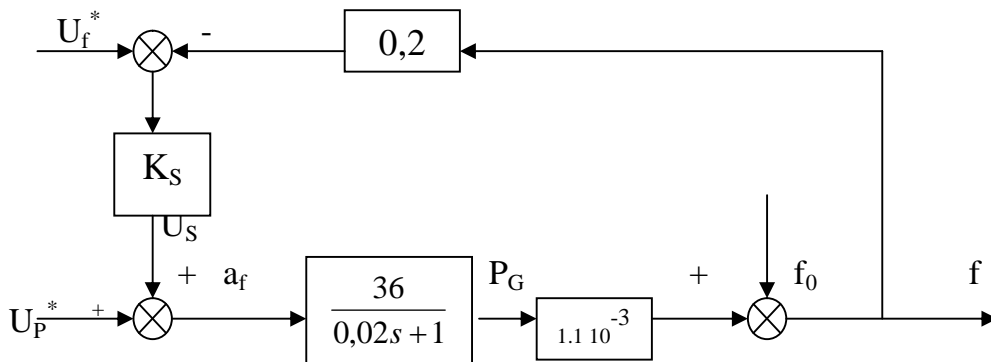 U_f^* - 0,2
K_S
U_S
+ a_f 36 P_G + f_0 f
0,02s+1
U_P^* + 1.1 10^-3